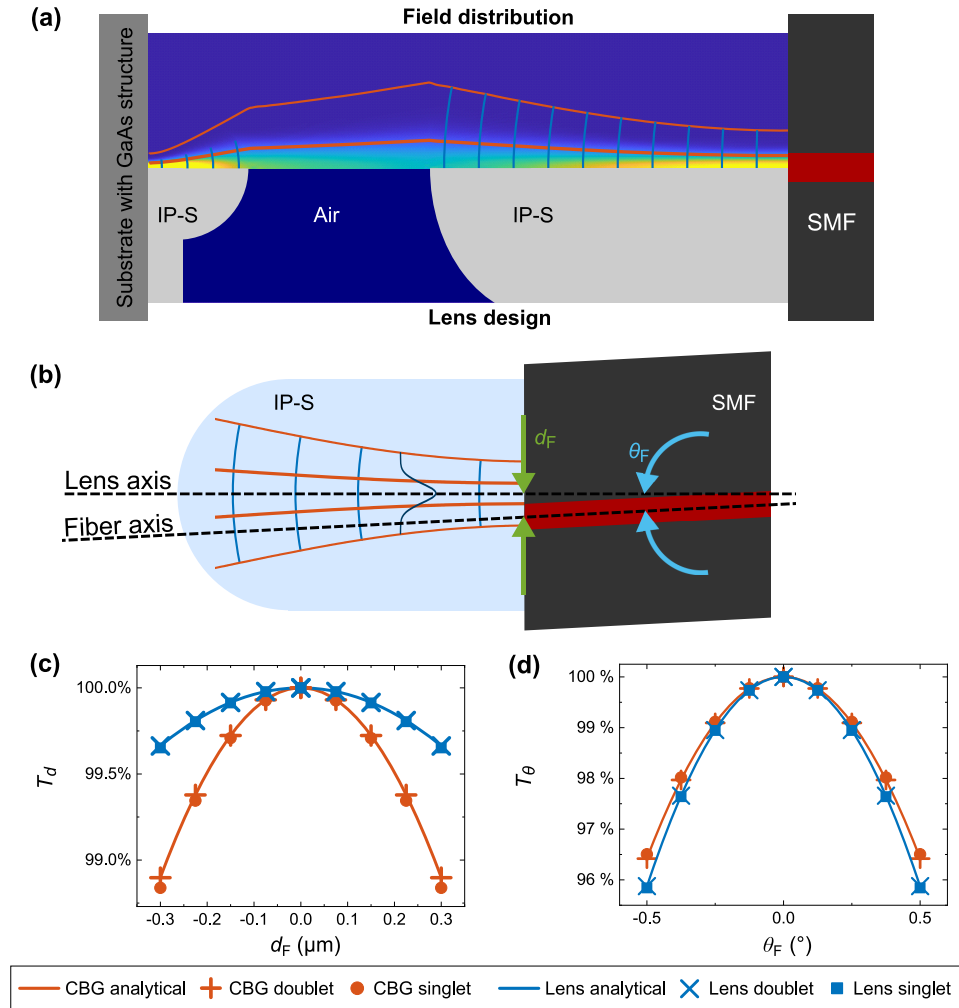 (a)
Field distribution
Substrate with GaAs structure
IP-S
Air
IP-S
SMF
Lens design
(b)
IP-S
SMF
dF
θF
Lens axis
Fiber axis
(c)
100.0%
99.5%
99.0%
Td
-0.3 -0.2 -0.1 0.0 0.1 0.2 0.3
dF (µm)
(d)
100 %
99 %
98 %
97 %
96 %
Tθ
-0.5 0.0 0.5
θF (°)
CBG analytical CBG doublet CBG singlet Lens analytical Lens doublet Lens singlet